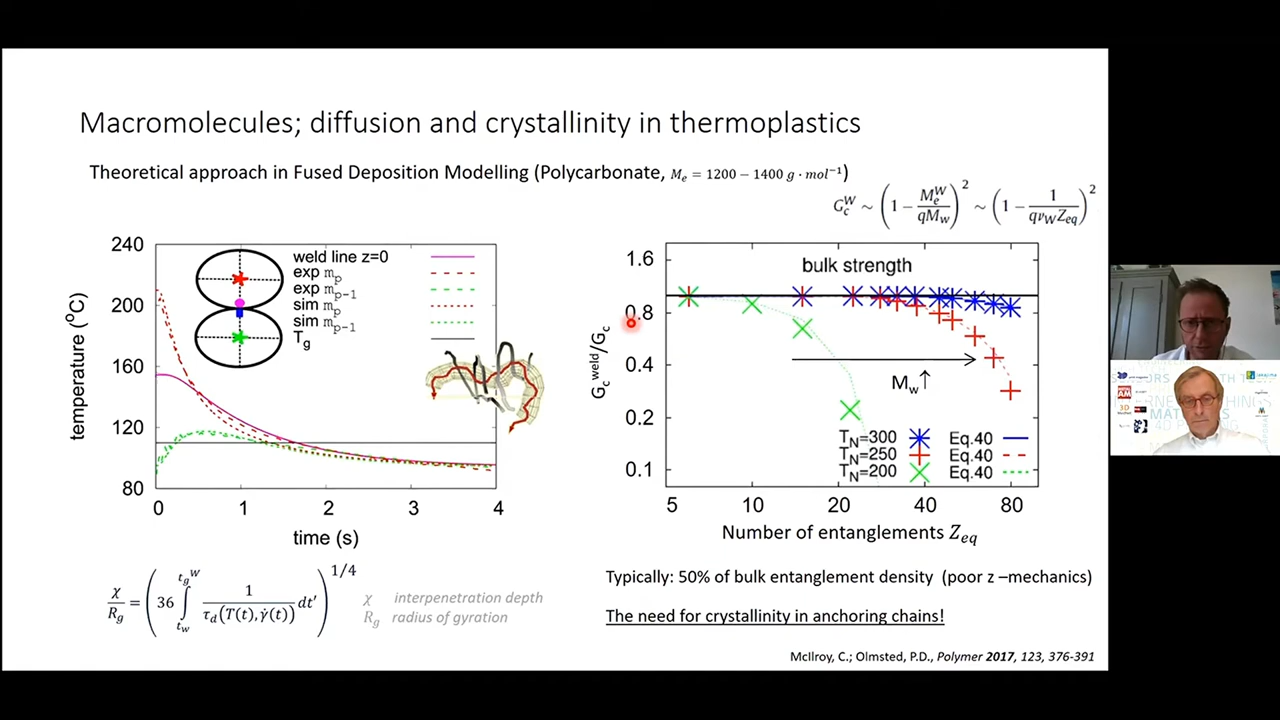 Macromolecules; diffusion and crystallinity in thermoplastics
Theoretical approach in Fused Deposition Modelling (Polycarbonate, Mₑ = 1200 − 1400 g · mol⁻¹)
G_c^W ∼ (1 − M_e^W / qM_w)² ∼ (1 − 1 / qν_W Z_eq)²
240
200
160
120
80
temperature (°C)
weld line z=0
exp m_p
exp m_p-1
sim m_p
sim m_p-1
T_g
0 1 2 3 4
time (s)
1.6
0.8
0.4
0.2
0.1
G_c^weld/G_c
bulk strength
M_w↑
T_N=300 Eq.40
T_N=250 Eq.40
T_N=200 Eq.40
5 10 20 40 80
Number of entanglements Z_eq
χ/R_g = (36 ∫_{t_w}^{t_g^W} 1 / τ_d(T(t),γ̇(t)) dt′)^1/4
χ interpenetration depth
R_g radius of gyration
Typically: 50% of bulk entanglement density (poor z –mechanics)
The need for crystallinity in anchoring chains!
McIlroy, C.; Olmsted, P.D., Polymer 2017, 123, 376-391